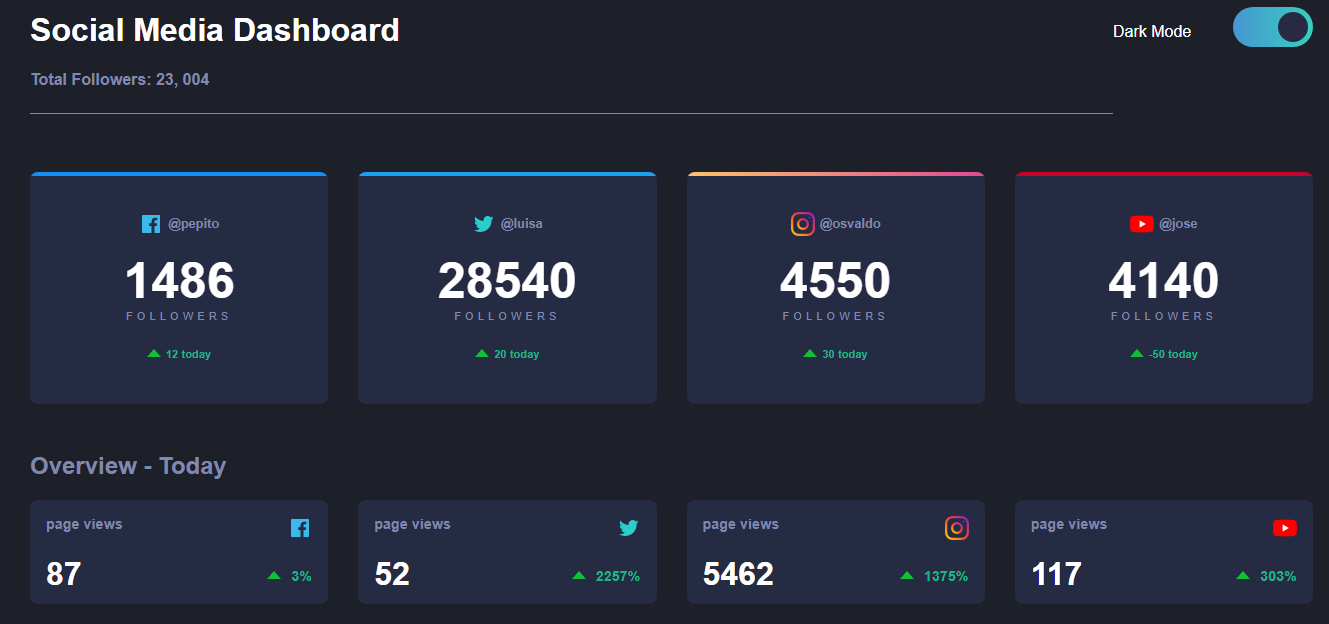 Social Media Dashboard
Dark Mode
Total Followers: 23, 004
@pepito
1486
FOLLOWERS
12 today
@luisa
28540
FOLLOWERS
20 today
@osvaldo
4550
FOLLOWERS
30 today
@jose
4140
FOLLOWERS
-50 today
Overview - Today
page views
87
3%
page views
52
2257%
page views
5462
1375%
page views
117
303%